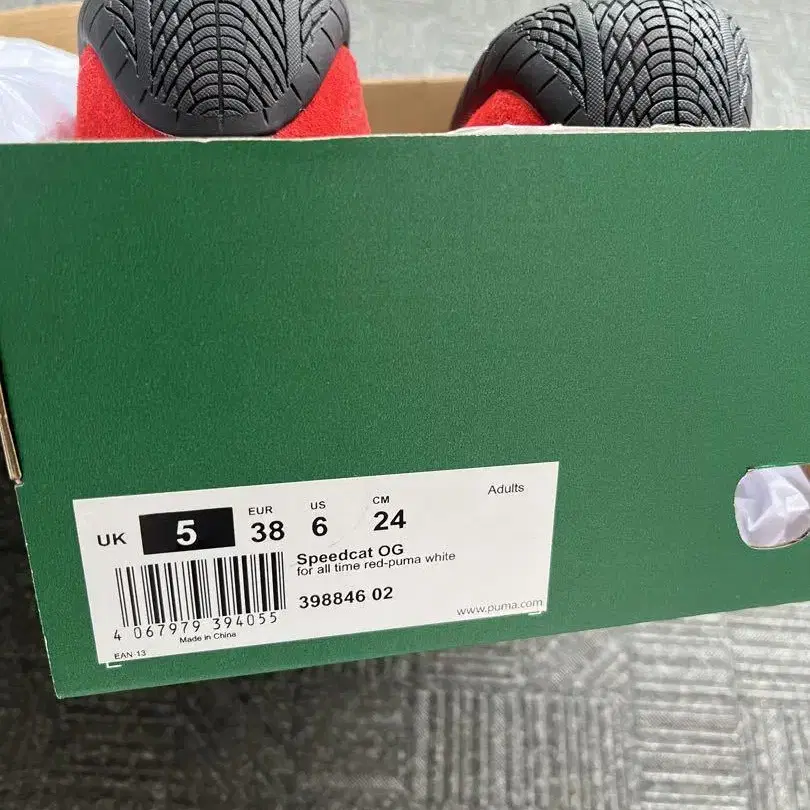 Adults
UK 5 EUR 38 US 6 CM 24
Speedcat OG
for all time red-puma white
398846 02
4 067979 394055
Made in China
www.puma.com
EAN-13